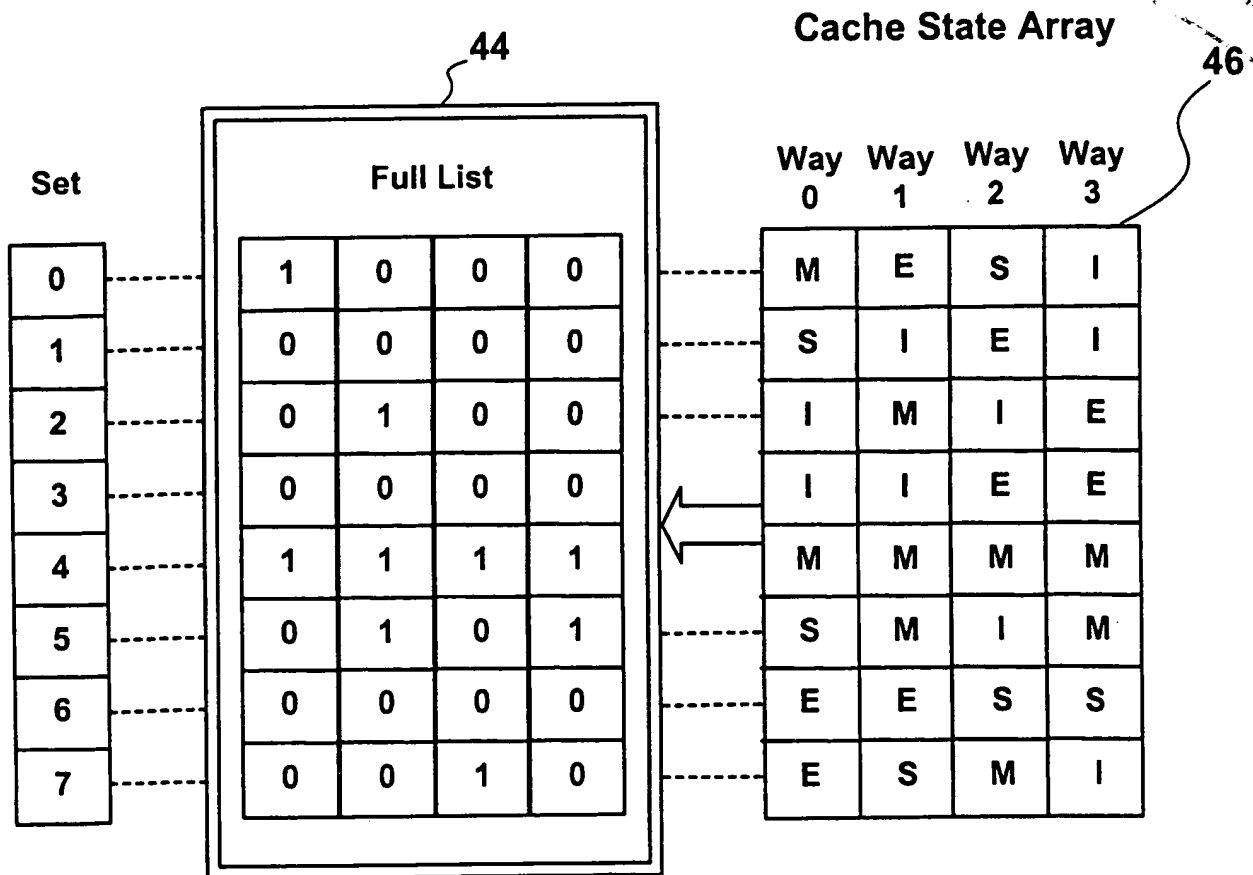 Cache State Array
44
46
Set
Full List
Way Way Way Way
0 1 2 3
0 1 0 0 0 M E S I
1 0 0 0 0 S I E I
2 0 1 0 0 I M I E
3 0 0 0 0 I I E E
4 1 1 1 1 M M M M
5 0 1 0 1 S M I M
6 0 0 0 0 E E S S
7 0 0 1 0 E S M I